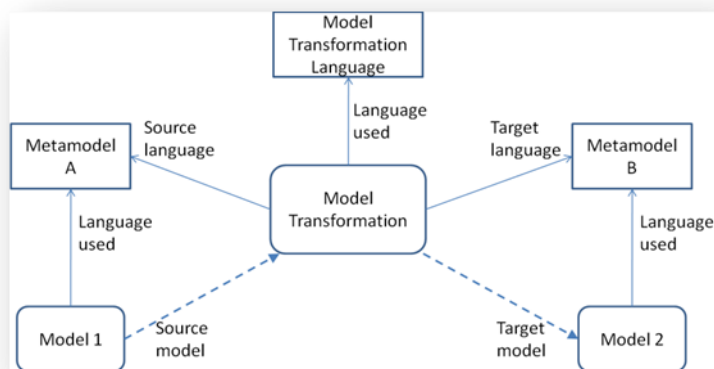 Model
Transformation
Language
Language
used
Source
language
Target
language
Metamodel
A
Metamodel
B
Model
Transformation
Language
used
Language
used
Model 1
Source
model
Target
model
Model 2